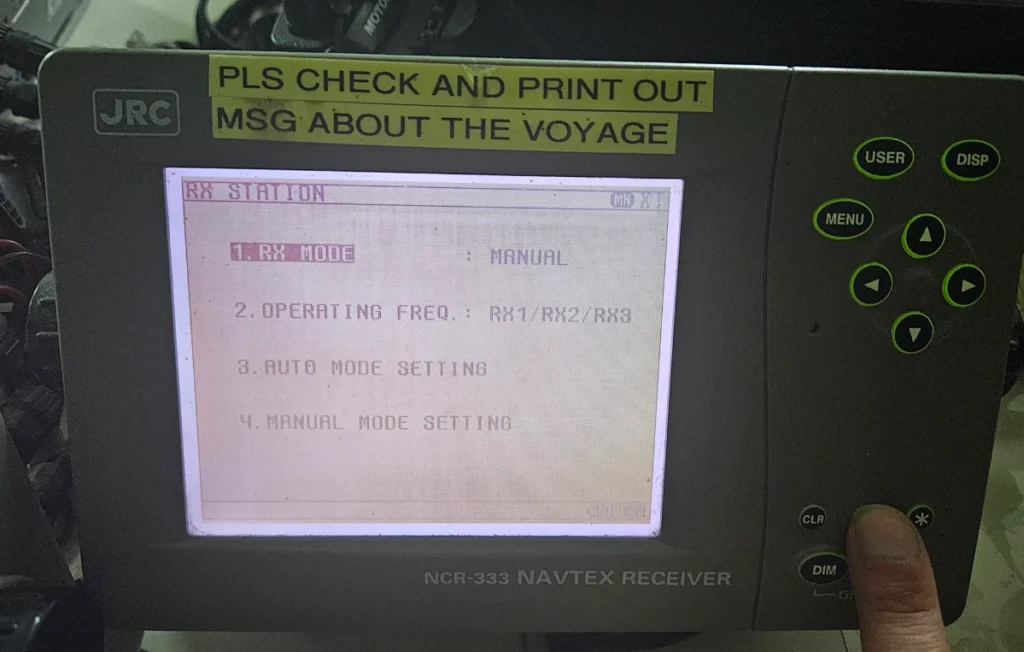 PLS CHECK AND PRINT OUT
MSG ABOUT THE VOYAGE
JRC
RX STATION MN
1.RX MODE : MANUAL
2.OPERATING FREQ.: RX1/RX2/RX3
3.AUTO MODE SETTING
4.MANUAL MODE SETTING
USER DISP
MENU
CLR *
DIM
NCR-333 NAVTEX RECEIVER